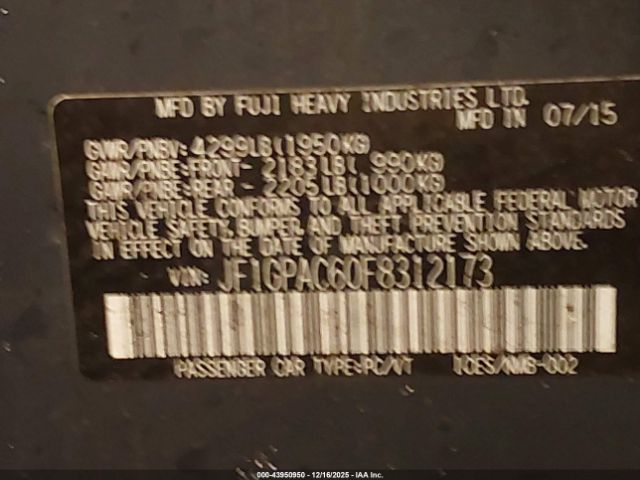 MFD BY FUJI HEAVY INDUSTRIES LTD.
MFD IN 07/15
GVWR/PNBV: 4299LB(1950KG)
GAWR/PNBE:FRONT- 2183LB( 990KG)
GAWR/PNBE:REAR - 2205LB(1000KG)
THIS VEHICLE CONFORMS TO ALL APPLICABLE FEDERAL MOTOR
VEHICLE SAFETY, BUMPER, AND THEFT PREVENTION STANDARDS
IN EFFECT ON THE DATE OF MANUFACTURE SHOWN ABOVE.
VIN: JF1GPAC60F8312173
PASSENGER CAR TYPE:PC/VT
000-43950950 - 12/16/2025 - IAA Inc.